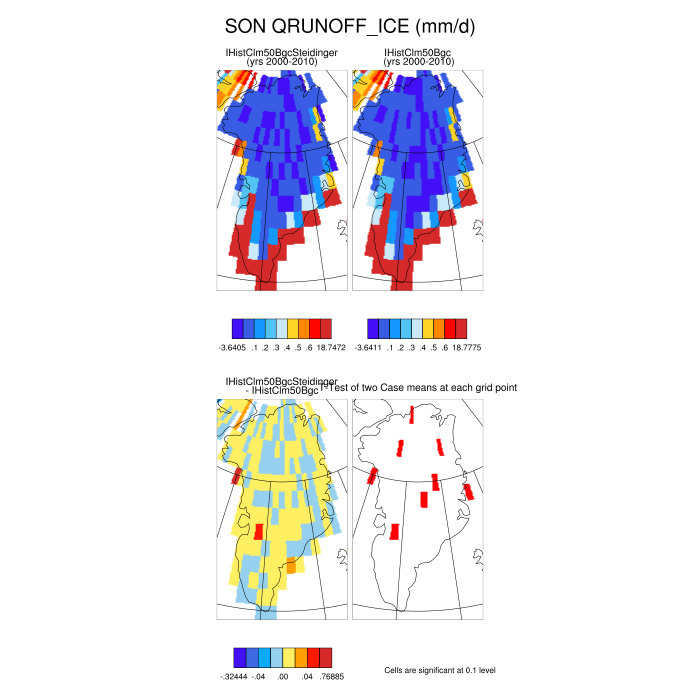 SON QRUNOFF_ICE (mm/d)
IHistClm50BgcSteidinger
(yrs 2000-2010)
IHistClm50Bgc
(yrs 2000-2010)
-3.6405 .1 .2 .3 .4 .5 .6 18.7472
-3.6411 .1 .2 .3 .4 .5 .6 18.7775
IHistClm50BgcSteidinger
- IHistClm50Bgc
T-Test of two Case means at each grid point
-.32444 -.04 .00 .04 .76885
Cells are significant at 0.1 level